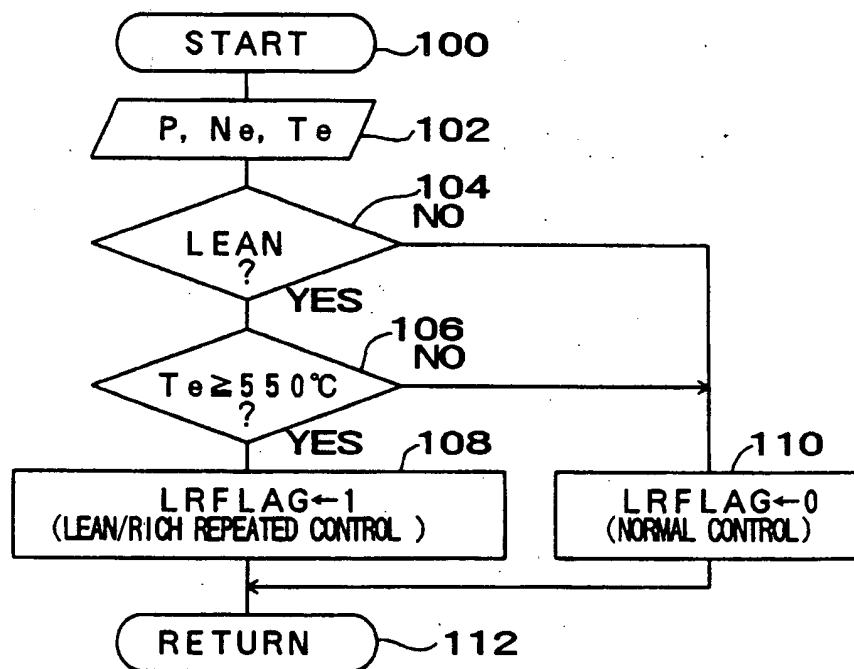 START
100
P, Ne, Te
102
104
NO
LEAN
?
YES
106
NO
Te≧550℃
?
YES
108
110
LRFLAG←1
(LEAN/RICH REPEATED CONTROL )
LRFLAG←0
(NORMAL CONTROL)
RETURN
112